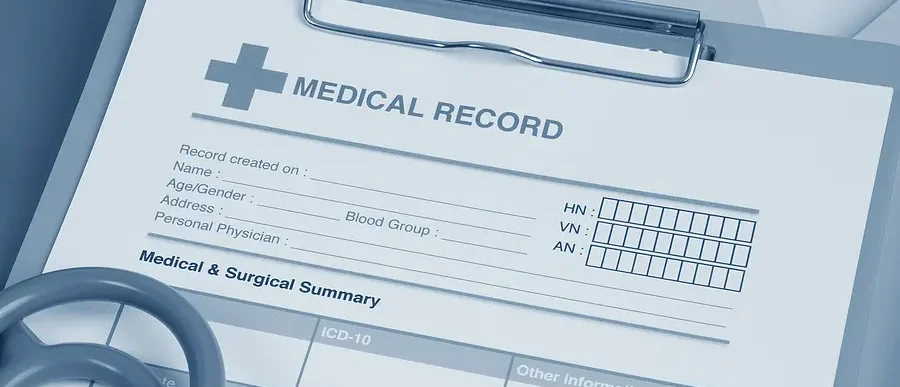 MEDICAL RECORD
Record created on :
Name :
Age/Gender : Blood Group :
Address :
Personal Physician :
HN :
VN :
AN :
Medical & Surgical Summary
ICD-10
Other